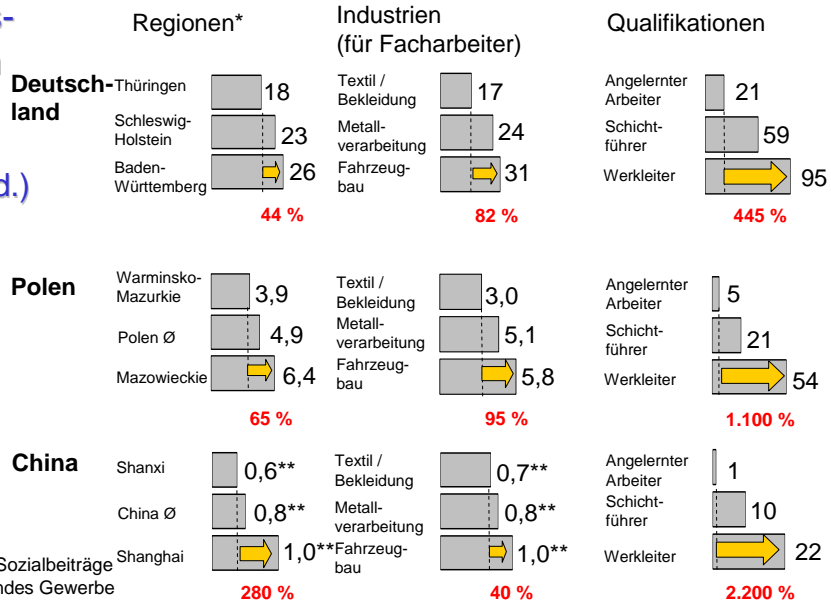 Regionen*
Industrien
(für Facharbeiter)
Qualifikationen
Deutsch-
land
Thüringen
18
Schleswig-
Holstein
23
Baden-
Württemberg
26
44 %
Textil /
Bekleidung
17
Metall-
verarbeitung
24
Fahrzeug-
bau
31
82 %
Angelernter
Arbeiter
21
Schicht-
führer
59
Werkleiter
95
445 %
d.)
Polen
Warminsko-
Mazurkie
3,9
Polen Ø
4,9
Mazowieckie
6,4
65 %
Textil /
Bekleidung
3,0
Metall-
verarbeitung
5,1
Fahrzeug-
bau
5,8
95 %
Angelernter
Arbeiter
5
Schicht-
führer
21
Werkleiter
54
1.100 %
China
Shanxi
0,6**
China Ø
0,8**
Shanghai
1,0**
280 %
Textil /
Bekleidung
0,7**
Metall-
verarbeitung
0,8**
Fahrzeug-
bau
1,0**
40 %
Angelernter
Arbeiter
1
Schicht-
führer
10
Werkleiter
22
2.200 %
Sozialbeiträge
ndes Gewerbe